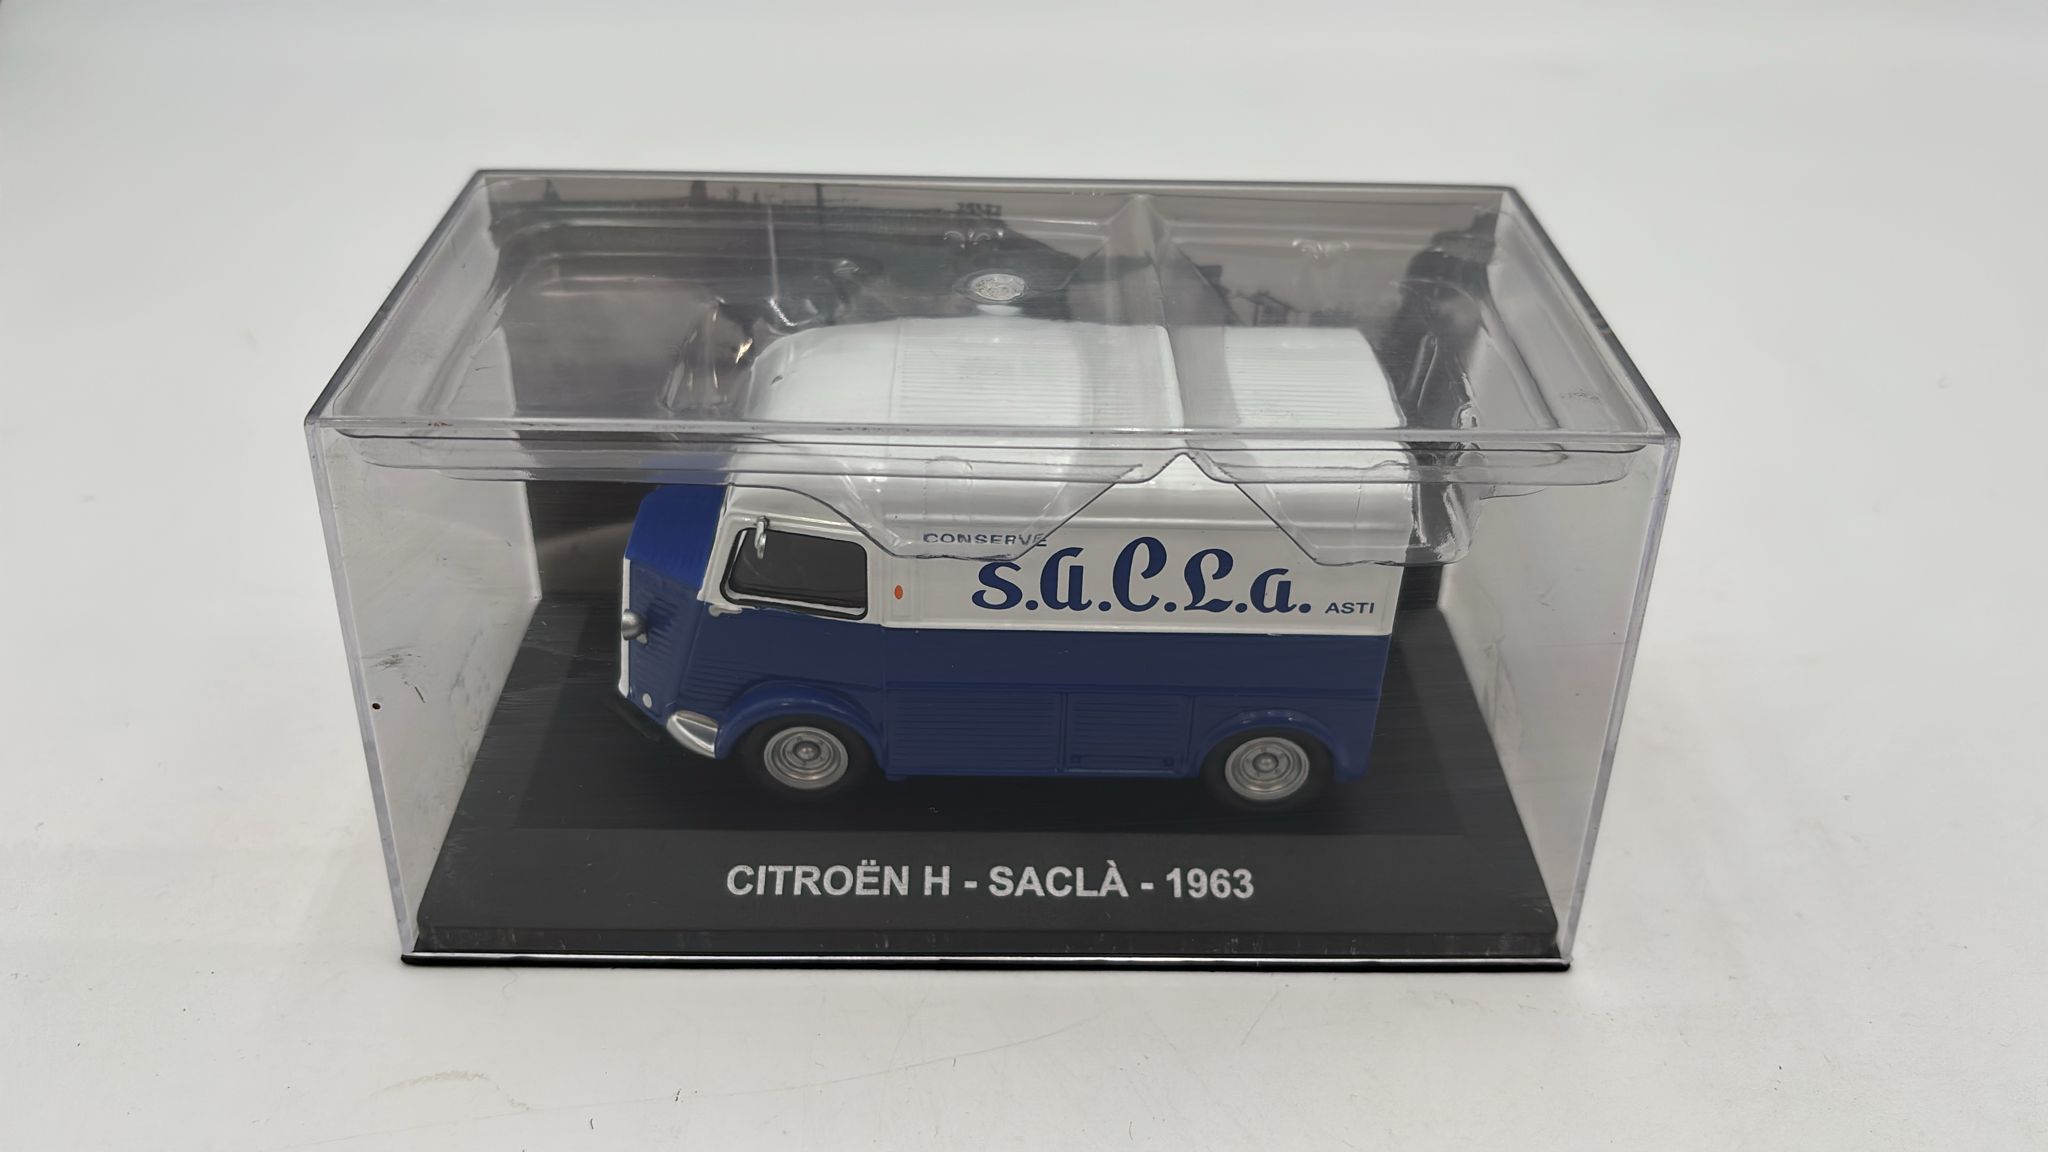 CONSERVE
S.A.C.L.A. ASTI
CITROËN H - SACLÀ - 1963